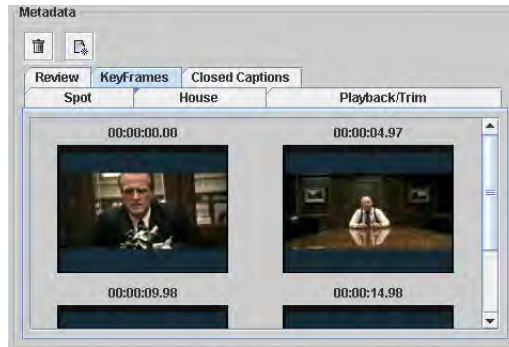 Metadata
Review KeyFrames Closed Captions
Spot House Playback/Trim
00:00:00.00 00:00:04.97
00:00:09.98 00:00:14.98